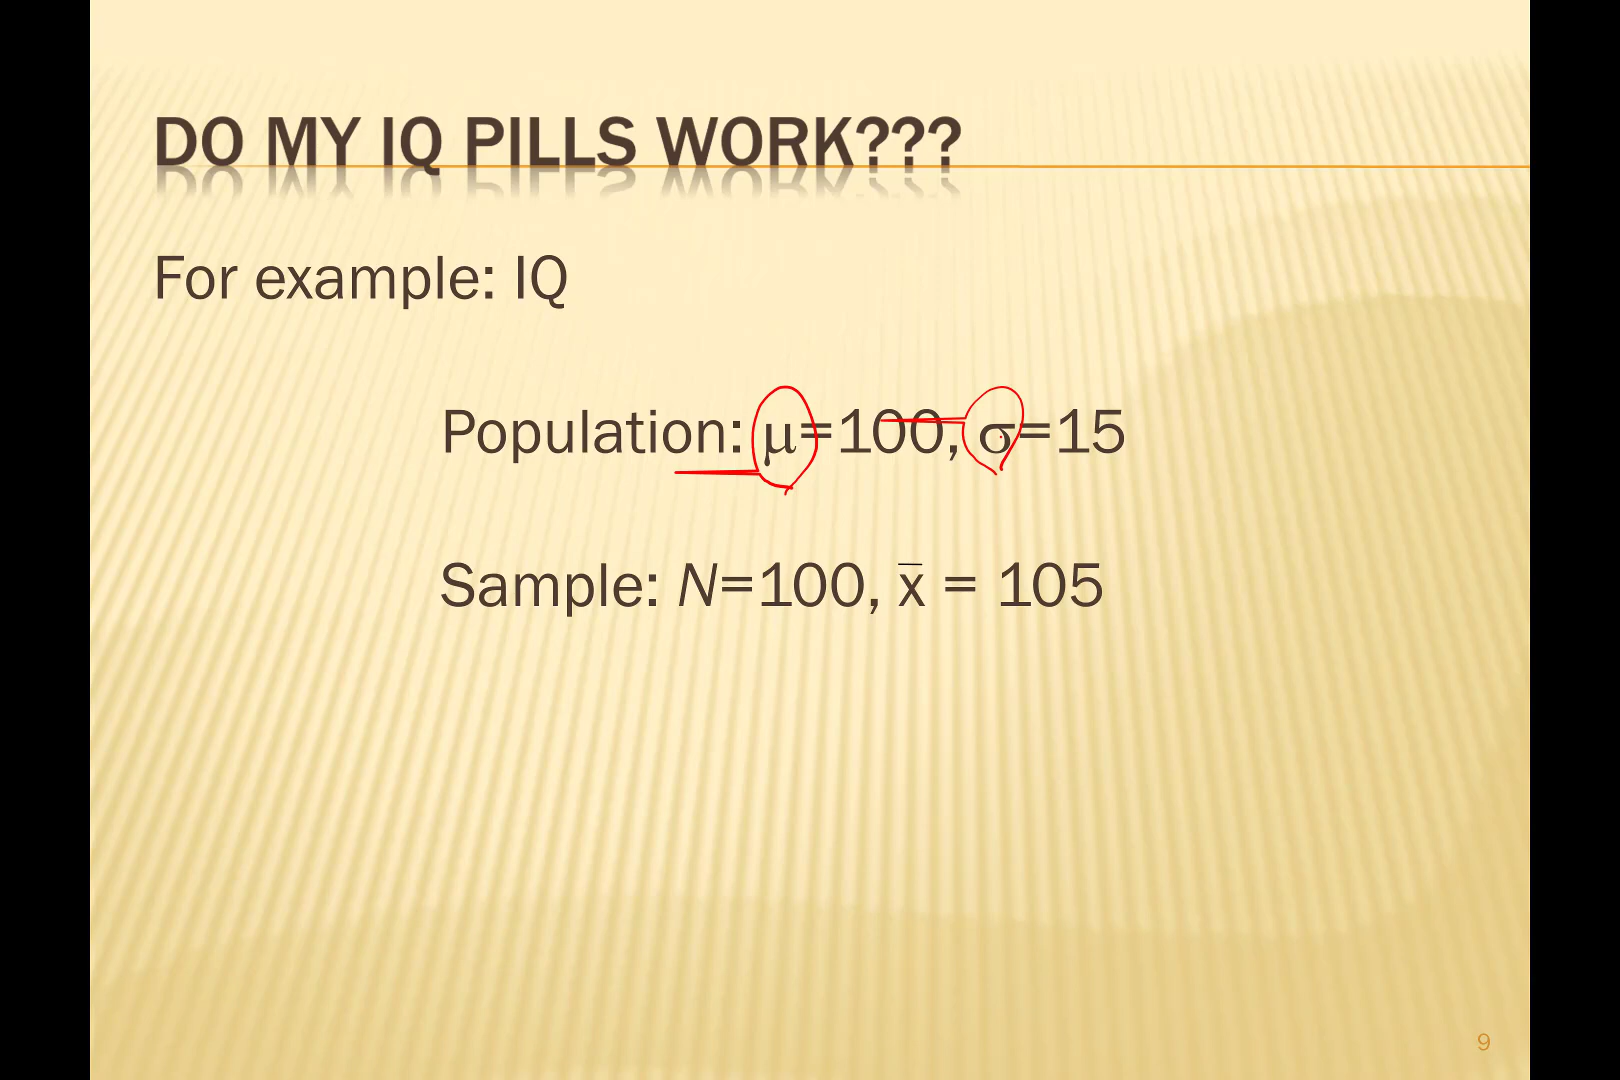 DO MY IQ PILLS WORK???
For example: IQ
Population: μ=100, σ=15
Sample: N=100, x̅ = 105
9